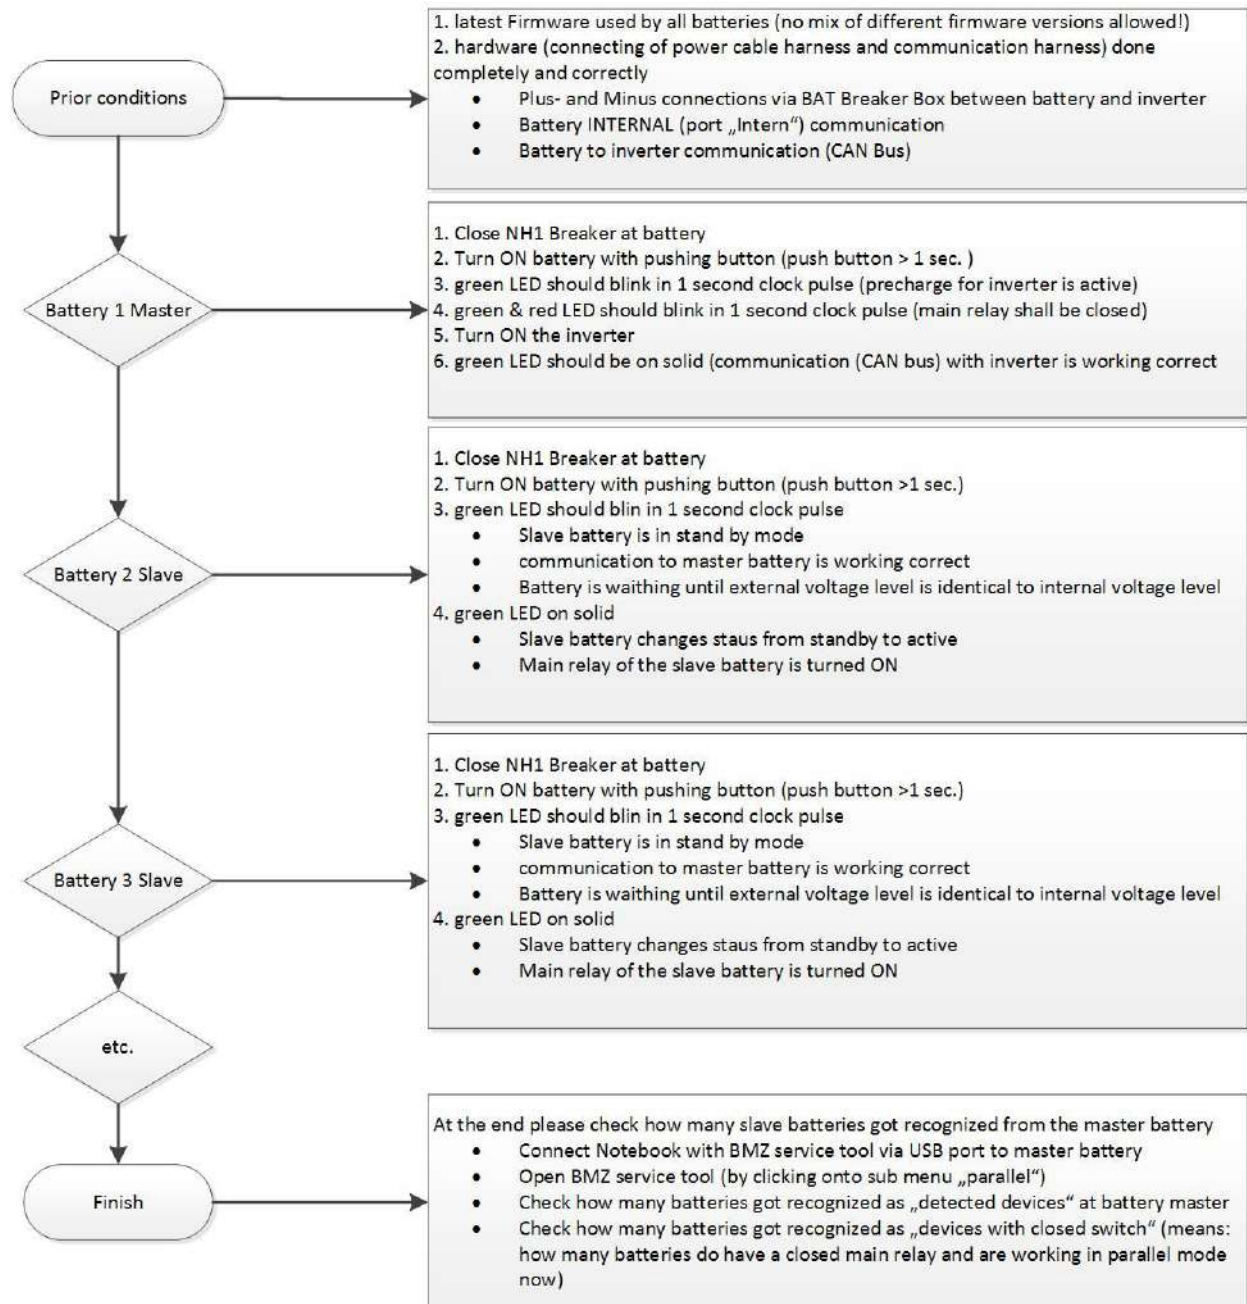 Prior conditions
1. latest Firmware used by all batteries (no mix of different firmware versions allowed!)
2. hardware (connecting of power cable harness and communication harness) done
completely and correctly
• Plus- and Minus connections via BAT Breaker Box between battery and inverter
• Battery INTERNAL (port „Intern“) communication
• Battery to inverter communication (CAN Bus)
Battery 1 Master
1. Close NH1 Breaker at battery
2. Turn ON battery with pushing button (push button > 1 sec. )
3. green LED should blink in 1 second clock pulse (precharge for inverter is active)
4. green & red LED should blink in 1 second clock pulse (main relay shall be closed)
5. Turn ON the inverter
6. green LED should be on solid (communication (CAN bus) with inverter is working correct
Battery 2 Slave
1. Close NH1 Breaker at battery
2. Turn ON battery with pushing button (push button >1 sec.)
3. green LED should blin in 1 second clock pulse
• Slave battery is in stand by mode
• communication to master battery is working correct
• Battery is waithing until external voltage level is identical to internal voltage level
4. green LED on solid
• Slave battery changes staus from standby to active
• Main relay of the slave battery is turned ON
Battery 3 Slave
1. Close NH1 Breaker at battery
2. Turn ON battery with pushing button (push button >1 sec.)
3. green LED should blin in 1 second clock pulse
• Slave battery is in stand by mode
• communication to master battery is working correct
• Battery is waithing until external voltage level is identical to internal voltage level
4. green LED on solid
• Slave battery changes staus from standby to active
• Main relay of the slave battery is turned ON
etc.
Finish
At the end please check how many slave batteries got recognized from the master battery
• Connect Notebook with BMZ service tool via USB port to master battery
• Open BMZ service tool (by clicking onto sub menu „parallel“)
• Check how many batteries got recognized as „detected devices“ at battery master
• Check how many batteries got recognized as „devices with closed switch“ (means:
how many batteries do have a closed main relay and are working in parallel mode
now)